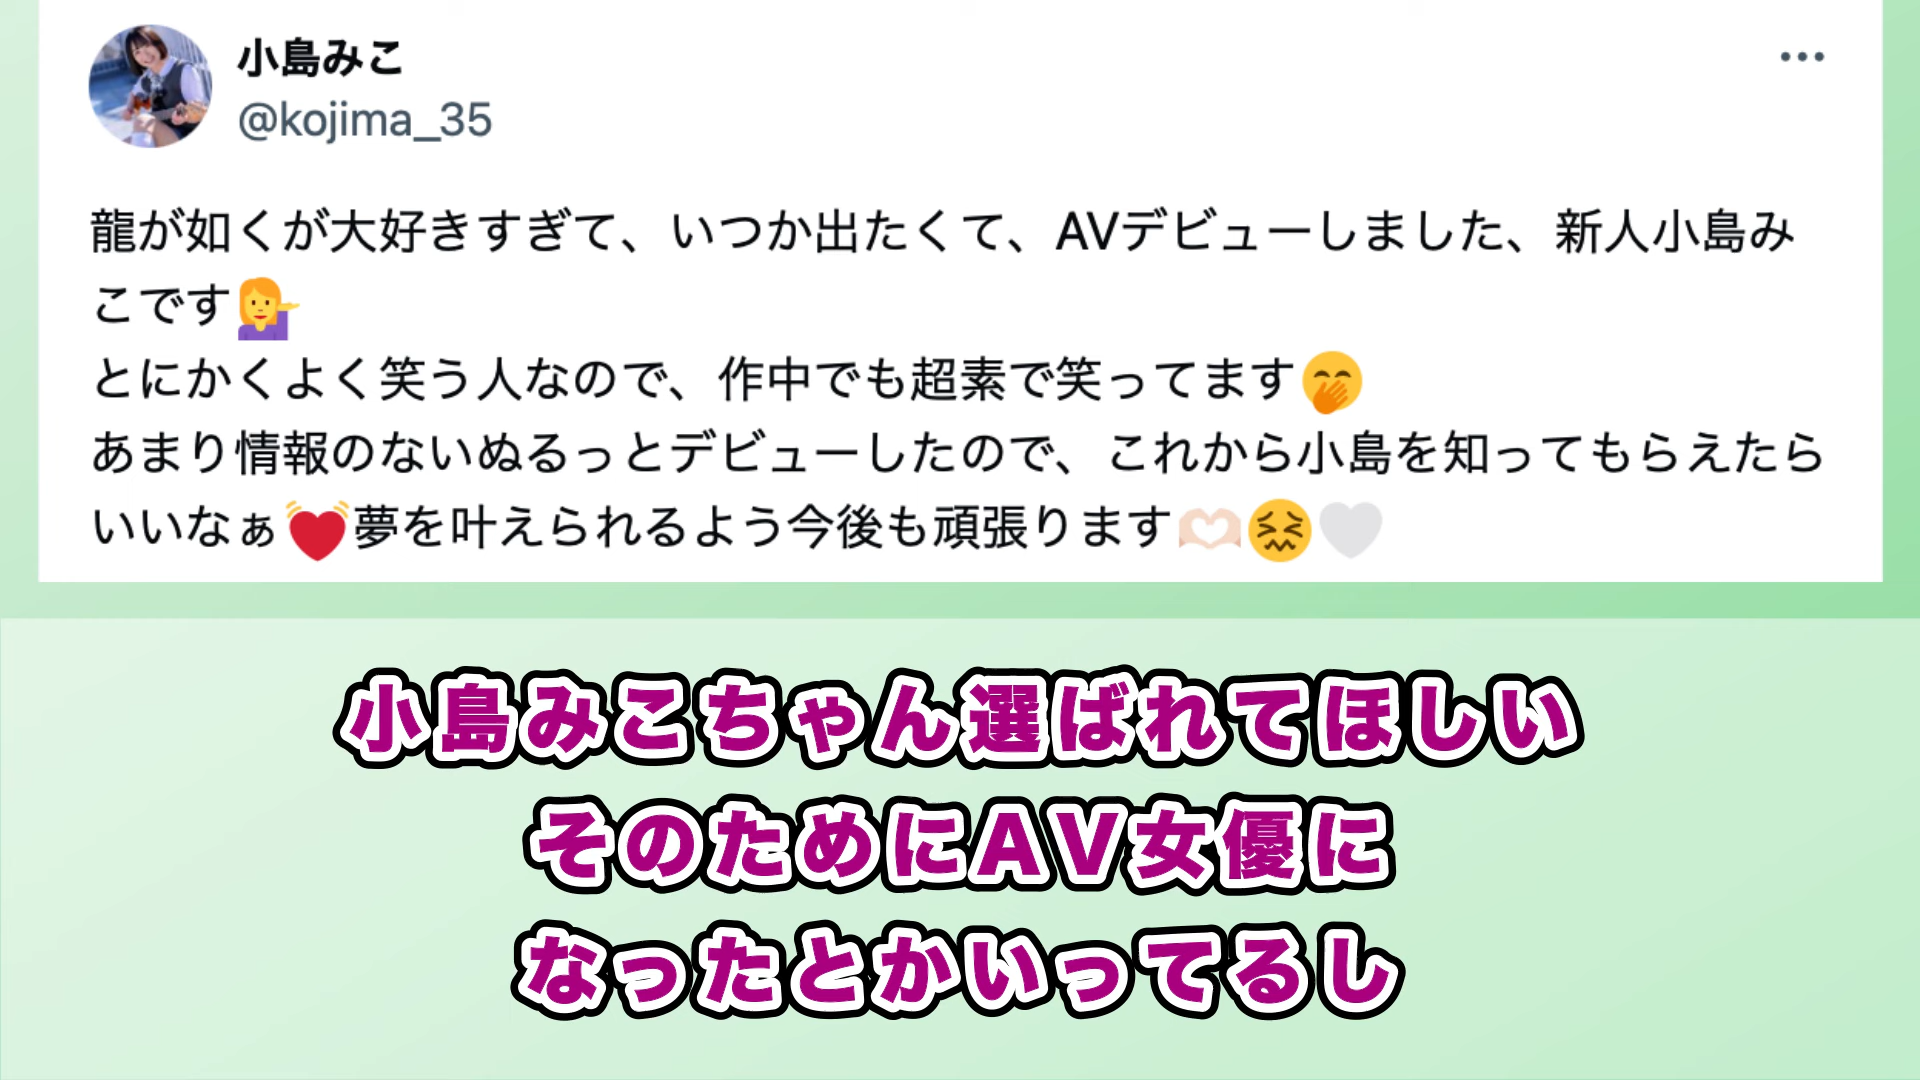 小島みこ
@kojima_35
龍が如くが大好きすぎて、いつか出たくて、AVデビューしました、新人小島み
こです💁‍♀️
とにかくよく笑う人なので、作中でも超素で笑ってます🤭
あまり情報のないぬるっとデビューしたので、これから小島を知ってもらえたら
いいなぁ💓夢を叶えられるよう今後も頑張ります🫶🏻😖🤍
小島みこちゃん選ばれてほしい
そのためにAV女優に
なったとかいってるし